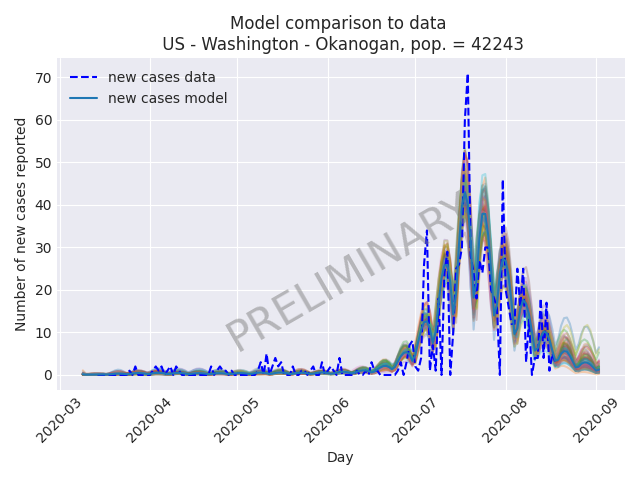 Model comparison to data
US - Washington - Okanogan, pop. = 42243
new cases data
new cases model
Number of new cases reported
70
60
50
40
30
20
10
0
PRELIMINARY
2020-03
2020-04
2020-05
2020-06
2020-07
2020-08
2020-09
Day